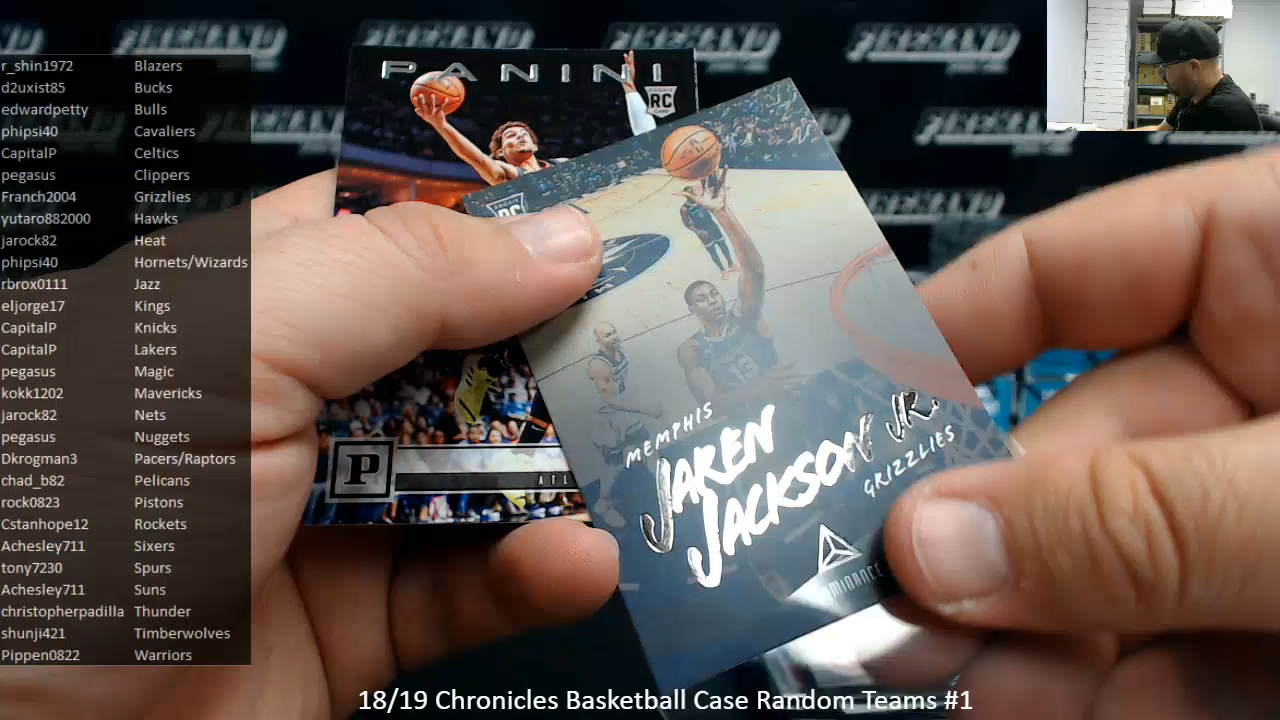 r_shin1972 Blazers
d2uxist85 Bucks
edwardpetty Bulls
phipsi40 Cavaliers
CapitalP Celtics
pegasus Clippers
Franch2004 Grizzlies
yutaro882000 Hawks
jarock82 Heat
phipsi40 Hornets/Wizards
rbrox0111 Jazz
eljorge17 Kings
CapitalP Knicks
CapitalP Lakers
pegasus Magic
kokk1202 Mavericks
jarock82 Nets
pegasus Nuggets
Dkrogman3 Pacers/Raptors
chad_b82 Pelicans
rock0823 Pistons
Cstanhope12 Rockets
Achesley711 Sixers
tony7230 Spurs
Achesley711 Suns
christopherpadilla Thunder
shunji421 Timberwolves
Pippen0822 Warriors
PANINI
RC
P
ATL
RC
13
MEMPHIS
JAREN
JACKSON JR.
GRIZZLIES
18/19 Chronicles Basketball Case Random Teams #1